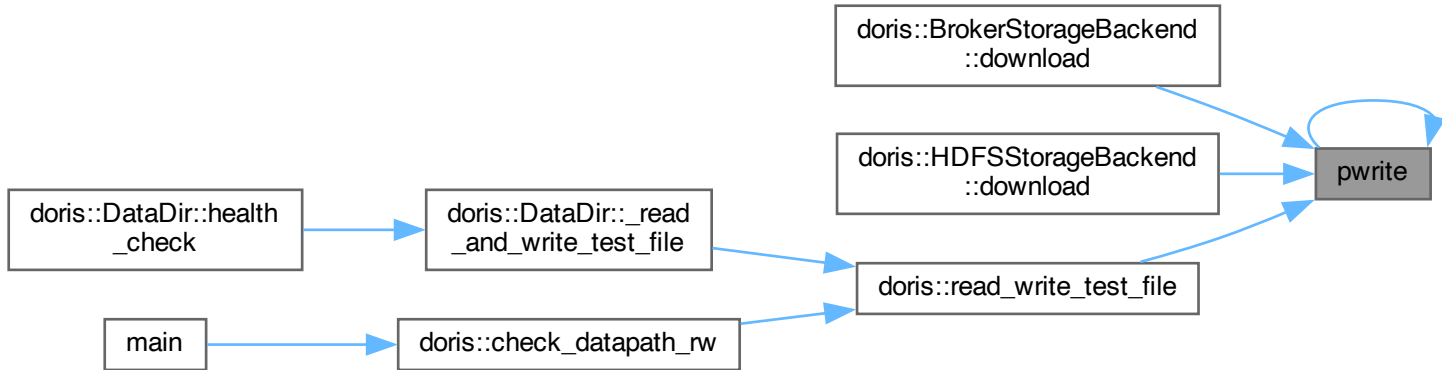 doris::BrokerStorageBackend
::download
doris::HDFSStorageBackend
::download
pwrite
doris::DataDir::health
_check
doris::DataDir::_read
_and_write_test_file
doris::read_write_test_file
main
doris::check_datapath_rw